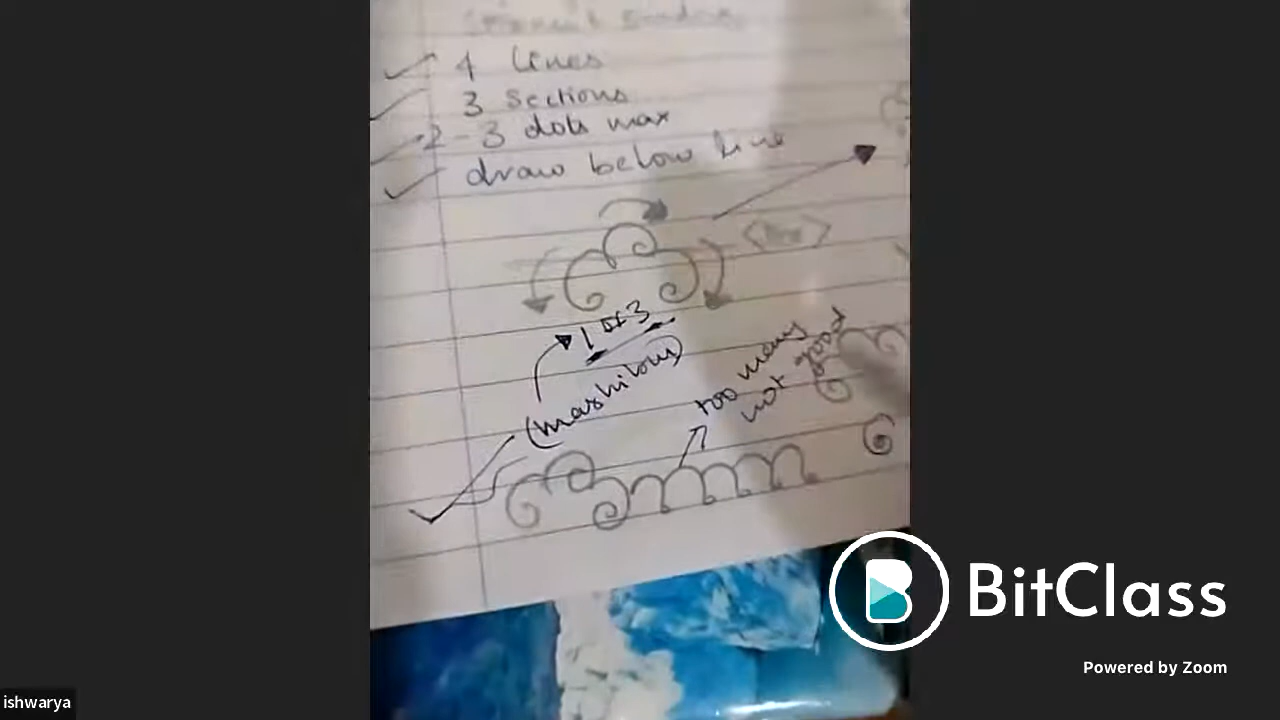 4 lines
3 sections
2-3 dots max
draw below line
1 or 3
(mashilom)
too many
not good
BitClass
Powered by Zoom
ishwarya